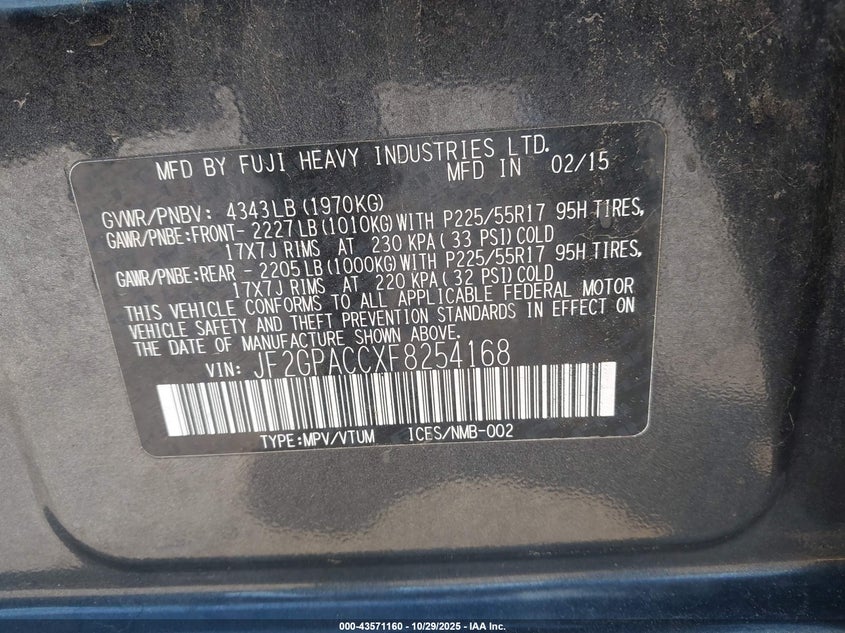 MFD BY FUJI HEAVY INDUSTRIES LTD.
MFD IN 02/15
GVWR/PNBV: 4343LB(1970KG)
GAWR/PNBE:FRONT- 2227LB(1010KG)WITH P225/55R17 95H TIRES,
17X7J RIMS AT 230 KPA( 33 PSI)COLD
GAWR/PNBE:REAR - 2205LB(1000KG)WITH P225/55R17 95H TIRES,
17X7J RIMS AT 220 KPA( 32 PSI)COLD
THIS VEHICLE CONFORMS TO ALL APPLICABLE FEDERAL MOTOR
VEHICLE SAFETY AND THEFT PREVENTION STANDARDS IN EFFECT ON
THE DATE OF MANUFACTURE SHOWN ABOVE.
VIN: JF2GPACCXF8254168
TYPE:MPV/VTUM ICES/NMB-002
000-43571160 - 10/29/2025 - IAA Inc.